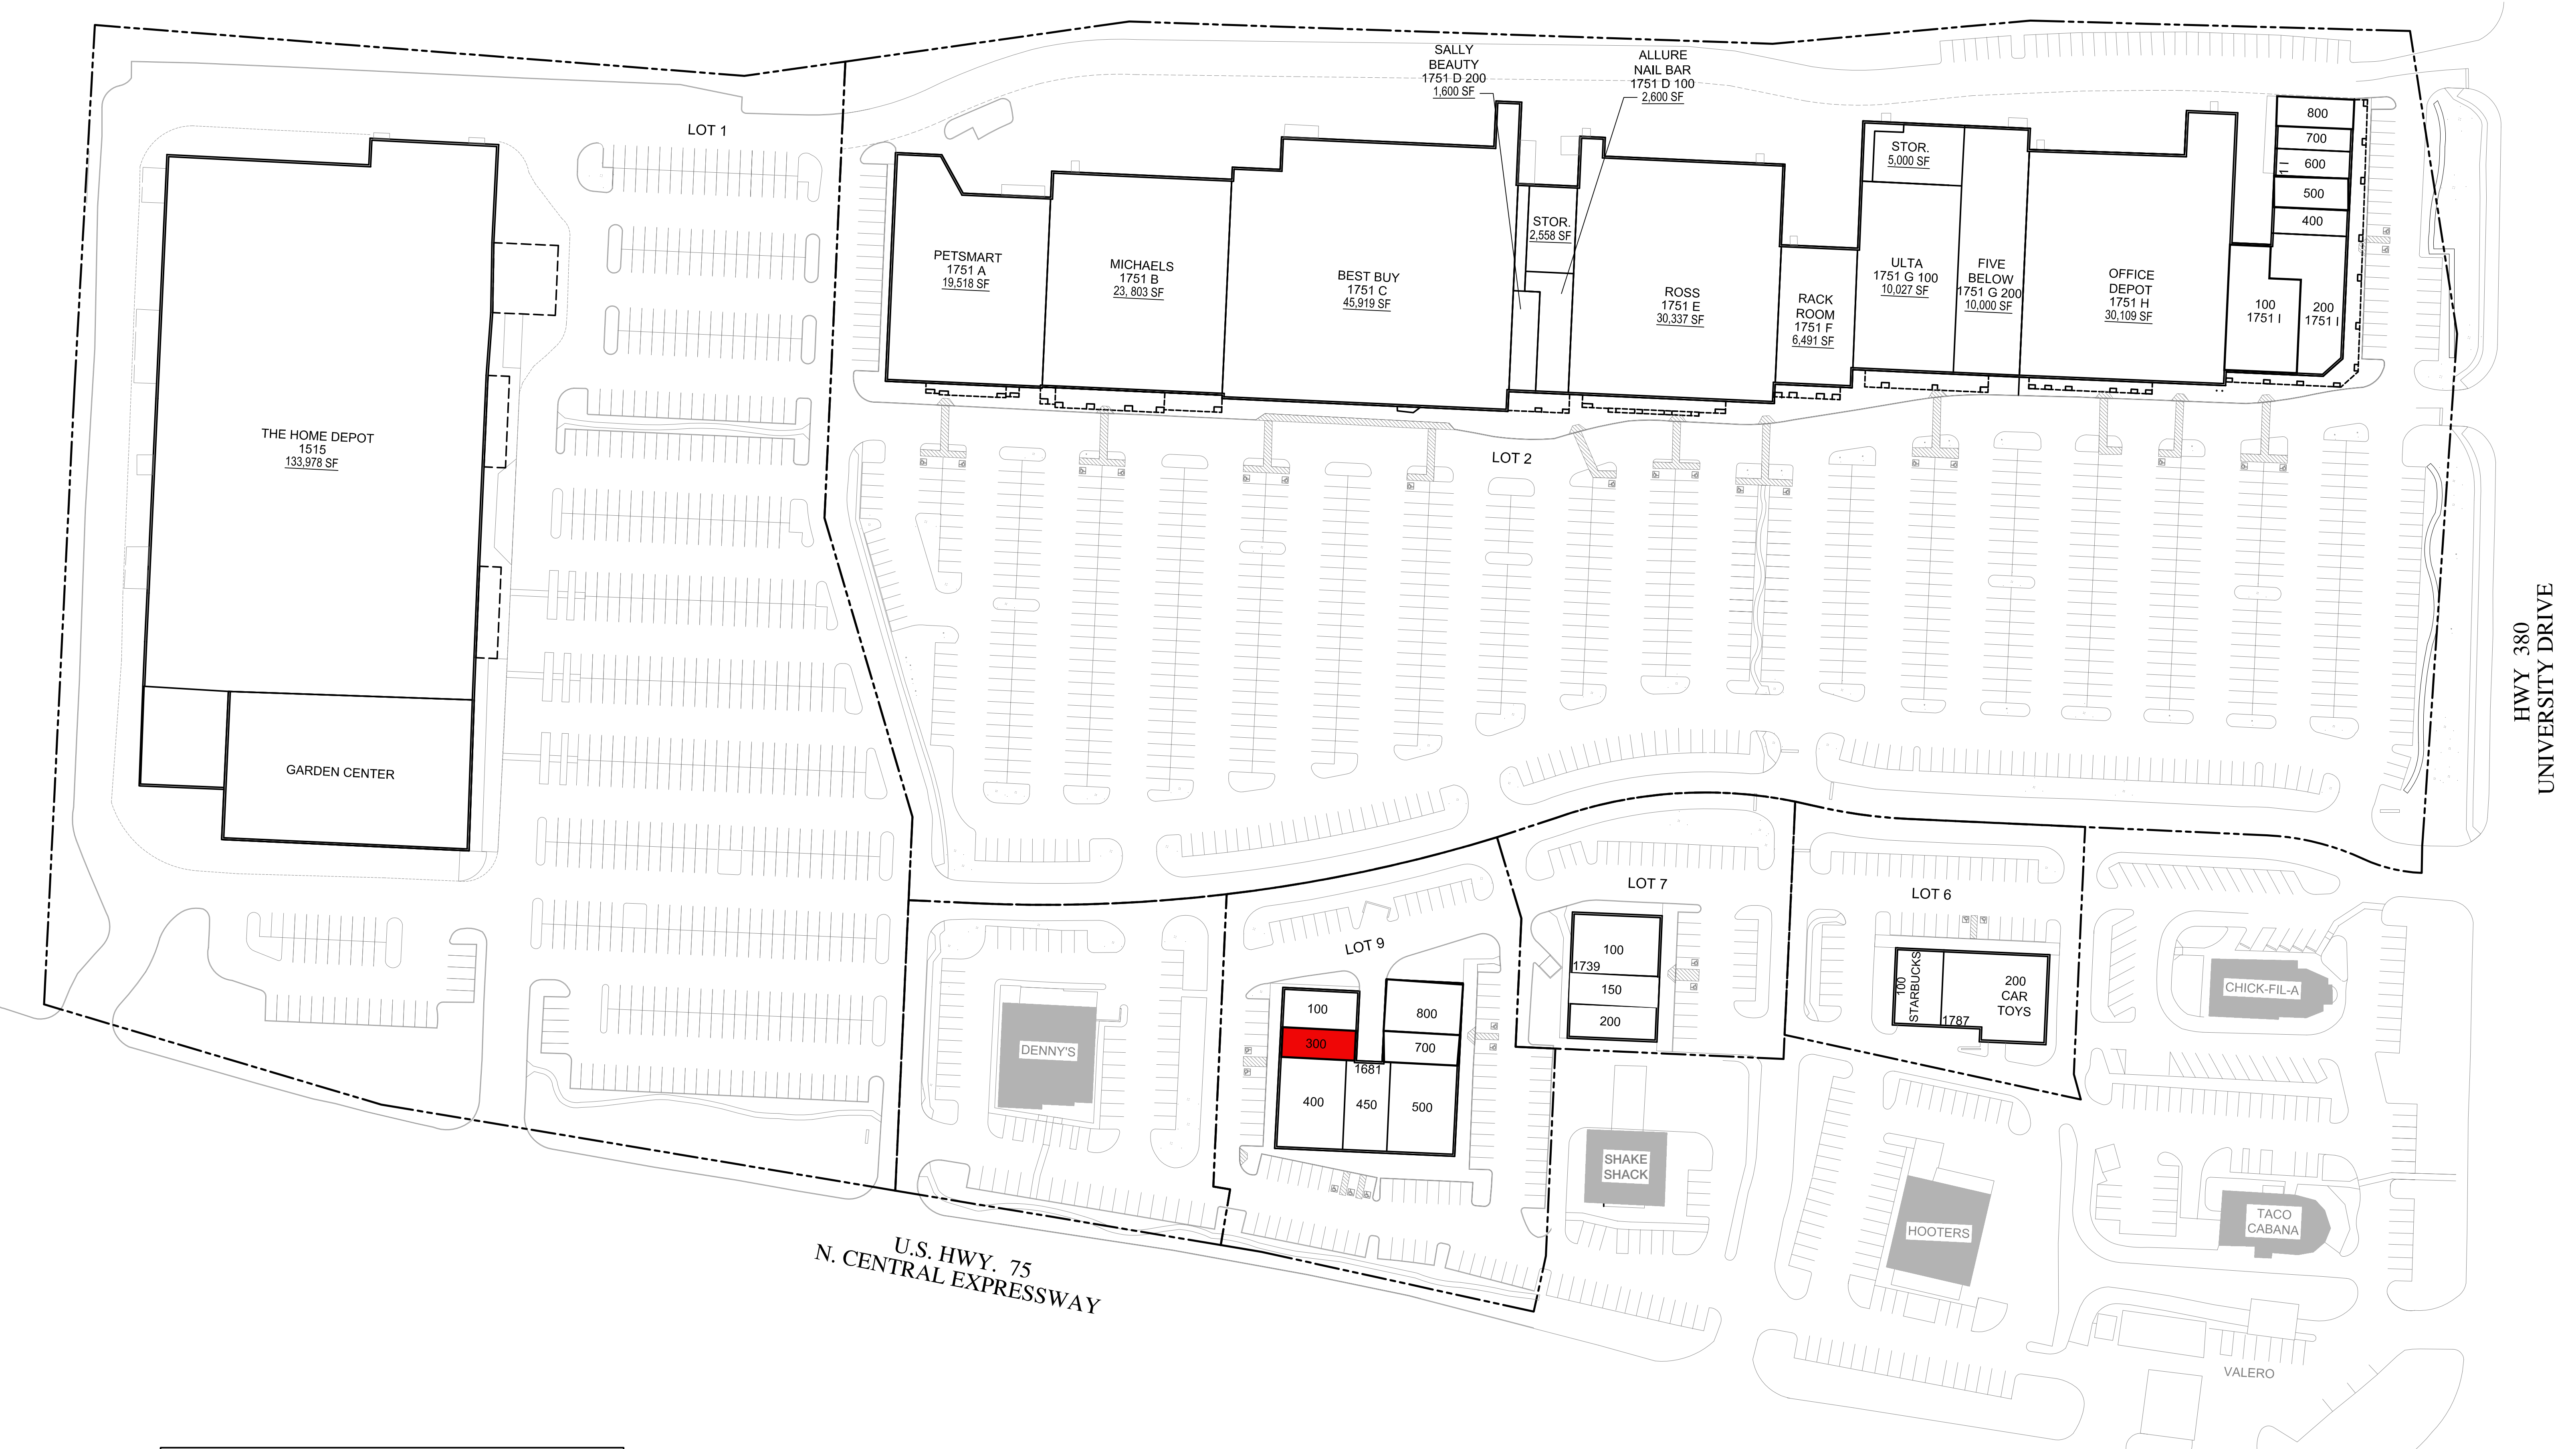 SALLY
BEAUTY
1751 D 200
1,600 SF
ALLURE
NAIL BAR
1751 D 100
2,600 SF
LOT 1
800
700
600
500
400
1751 I
STOR.
5,000 SF
STOR.
2,558 SF
PETSMART
1751 A
19,518 SF
MICHAELS
1751 B
23, 803 SF
BEST BUY
1751 C
45,919 SF
ROSS
1751 E
30,337 SF
RACK
ROOM
1751 F
6,491 SF
ULTA
1751 G 100
10,027 SF
FIVE
BELOW
1751 G 200
10,000 SF
OFFICE
DEPOT
1751 H
30,109 SF
100
1751 I
200
THE HOME DEPOT
1515
133,978 SF
GARDEN CENTER
LOT 2
HWY 380
UNIVERSITY DRIVE
LOT 9
100
300
400
450
500
700
800
1681
LOT 7
100
1739
150
200
LOT 6
100
STARBUCKS
200
CAR
TOYS
1787
CHICK-FIL-A
DENNY'S
SHAKE
SHACK
HOOTERS
TACO
CABANA
VALERO
U.S. HWY. 75
N. CENTRAL EXPRESSWAY